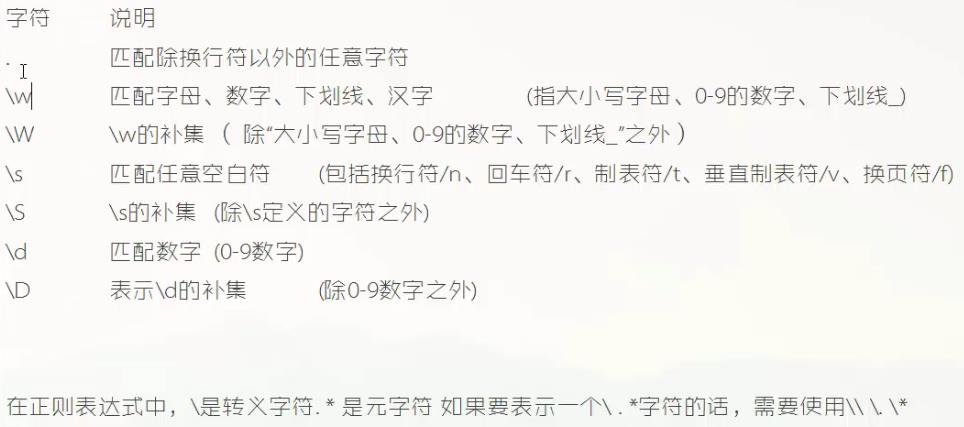 字符 说明
. 匹配除换行符以外的任意字符
\w 匹配字母、数字、下划线、汉字 (指大小写字母、0-9的数字、下划线_)
\W \w的补集 ( 除“大小写字母、0-9的数字、下划线_”之外 )
\s 匹配任意空白符 (包括换行符/n、回车符/r、制表符/t、垂直制表符/v、换页符/f)
\S \s的补集 (除\s定义的字符之外)
\d 匹配数字 (0-9数字)
\D 表示\d的补集 (除0-9数字之外)
在正则表达式中，\是转义字符. * 是元字符 如果要表示一个\ . *字符的话，需要使用\\ \. \*